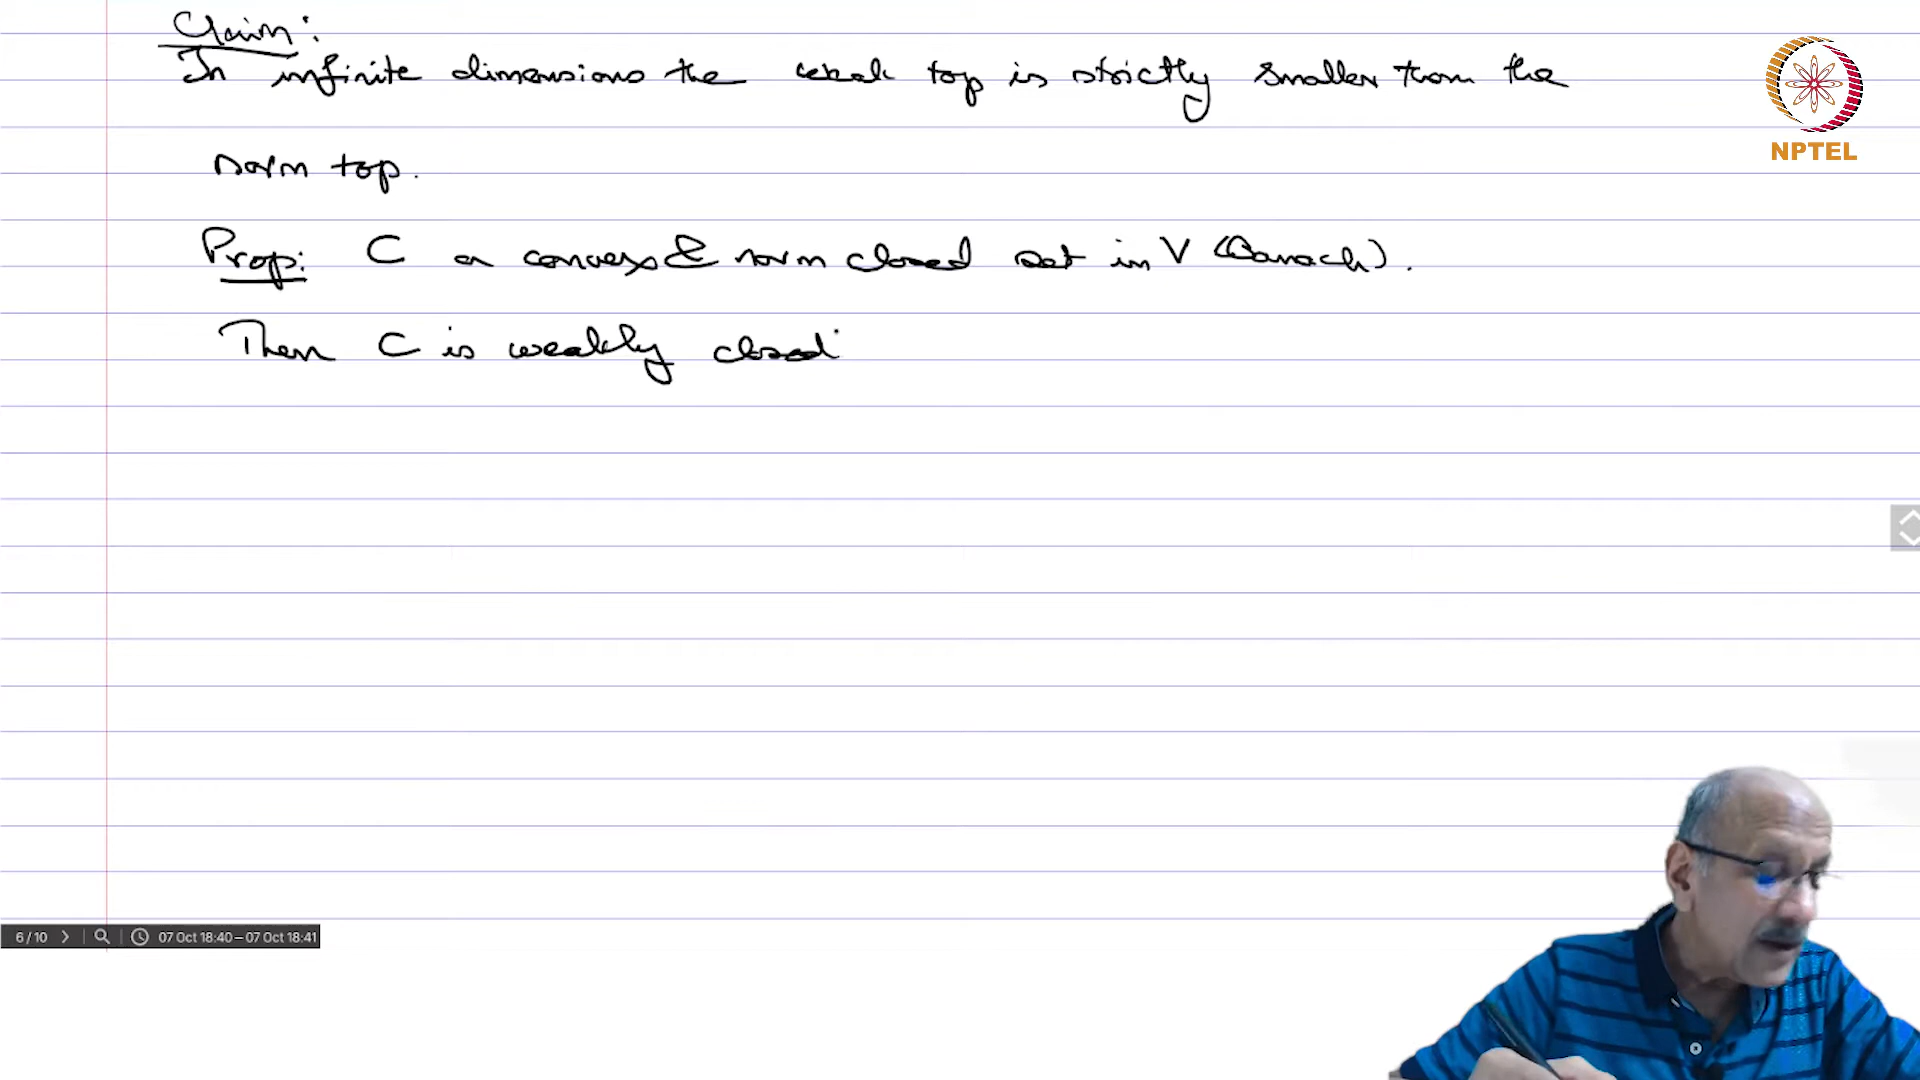 Claim:
In infinite dimensions the weak top is strictly smaller than the
norm top.
Prop: C a convex & norm closed set in V (Banach).
Then C is weakly closed
NPTEL
6/10 07 Oct 18:40 – 07 Oct 18:41